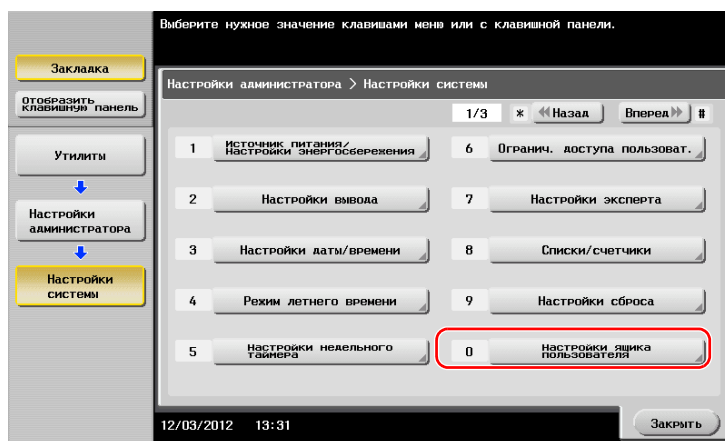 Выберите нужное значение клавишами меню или с клавишной панели.
Закладка
Отобразить
клавишную панель
Утилиты
Настройки
администратора
Настройки
системы
Настройки администратора > Настройки системы
1/3 * Назад Вперед #
1 Источник питания/
Настройки энергосбережения
6 Огранич. доступа пользоват.
2 Настройки вывода
7 Настройки эксперта
3 Настройки даты/времени
8 Списки/счетчики
4 Режим летнего времени
9 Настройки сброса
5 Настройки недельного
таймера
0 Настройки ящика
пользователя
12/03/2012 13:31
Закрыть